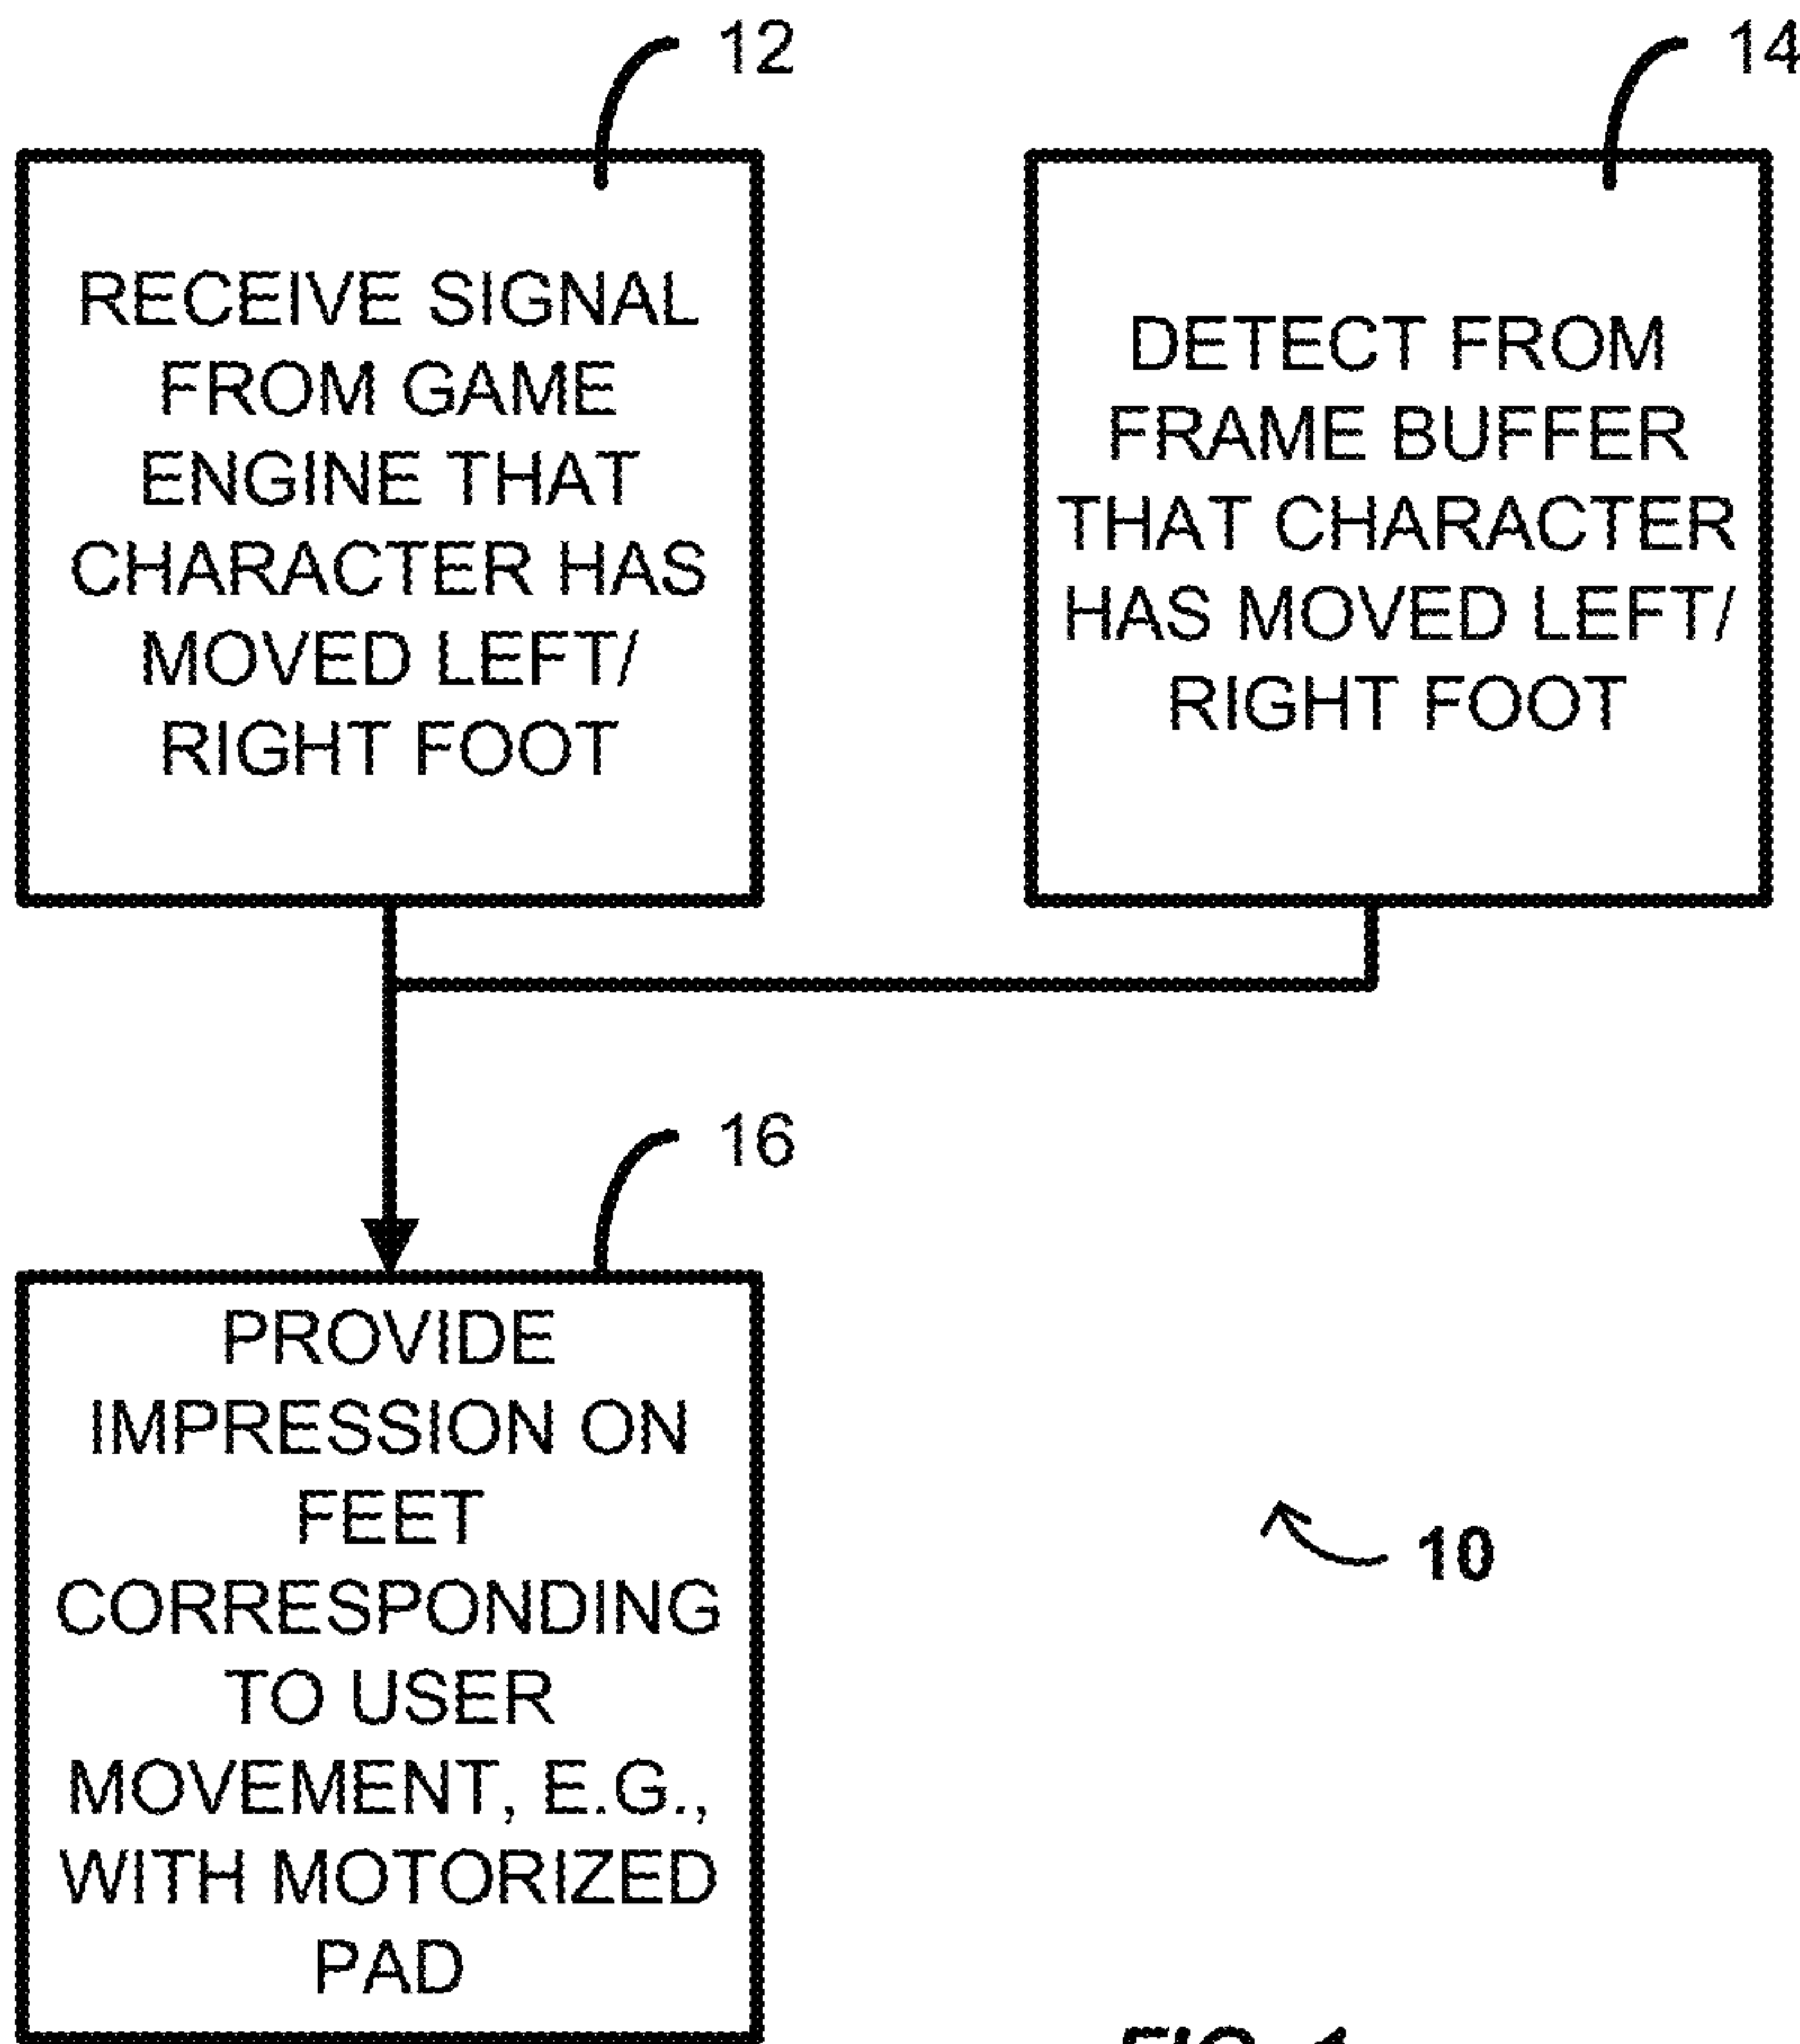 12
RECEIVE SIGNAL
FROM GAME
ENGINE THAT
CHARACTER HAS
MOVED LEFT/
RIGHT FOOT
14
DETECT FROM
FRAME BUFFER
THAT CHARACTER
HAS MOVED LEFT/
RIGHT FOOT
16
PROVIDE
IMPRESSION ON
FEET
CORRESPONDING
TO USER
MOVEMENT, E.G.,
WITH MOTORIZED
PAD
10
FIG. 1